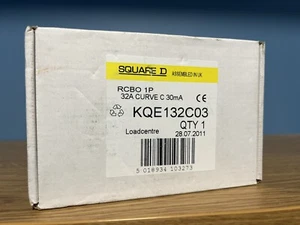 SQUARE D ASSEMBLED IN UK
RCBO 1P
32A CURVE C 30mA CE
KQE132C03
QTY 1
Loadcentre 28.07.2011
5 018934 103273